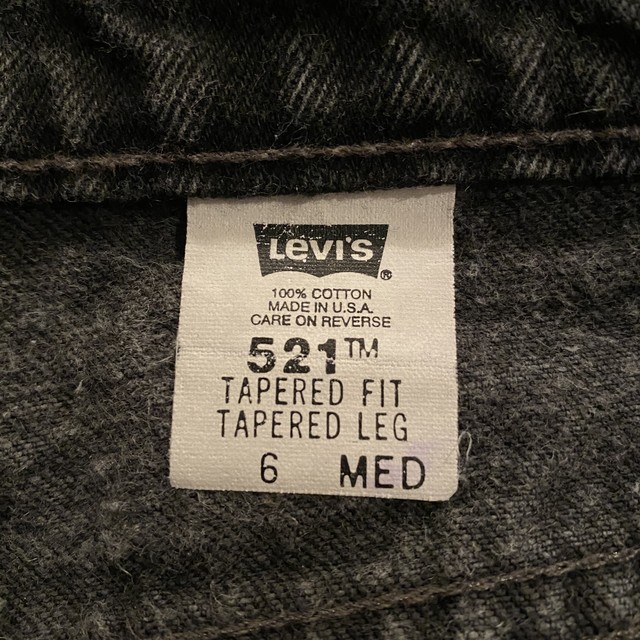 Levi's ®
100% COTTON
MADE IN U.S.A.
CARE ON REVERSE
521™
TAPERED FIT
TAPERED LEG
6 MED